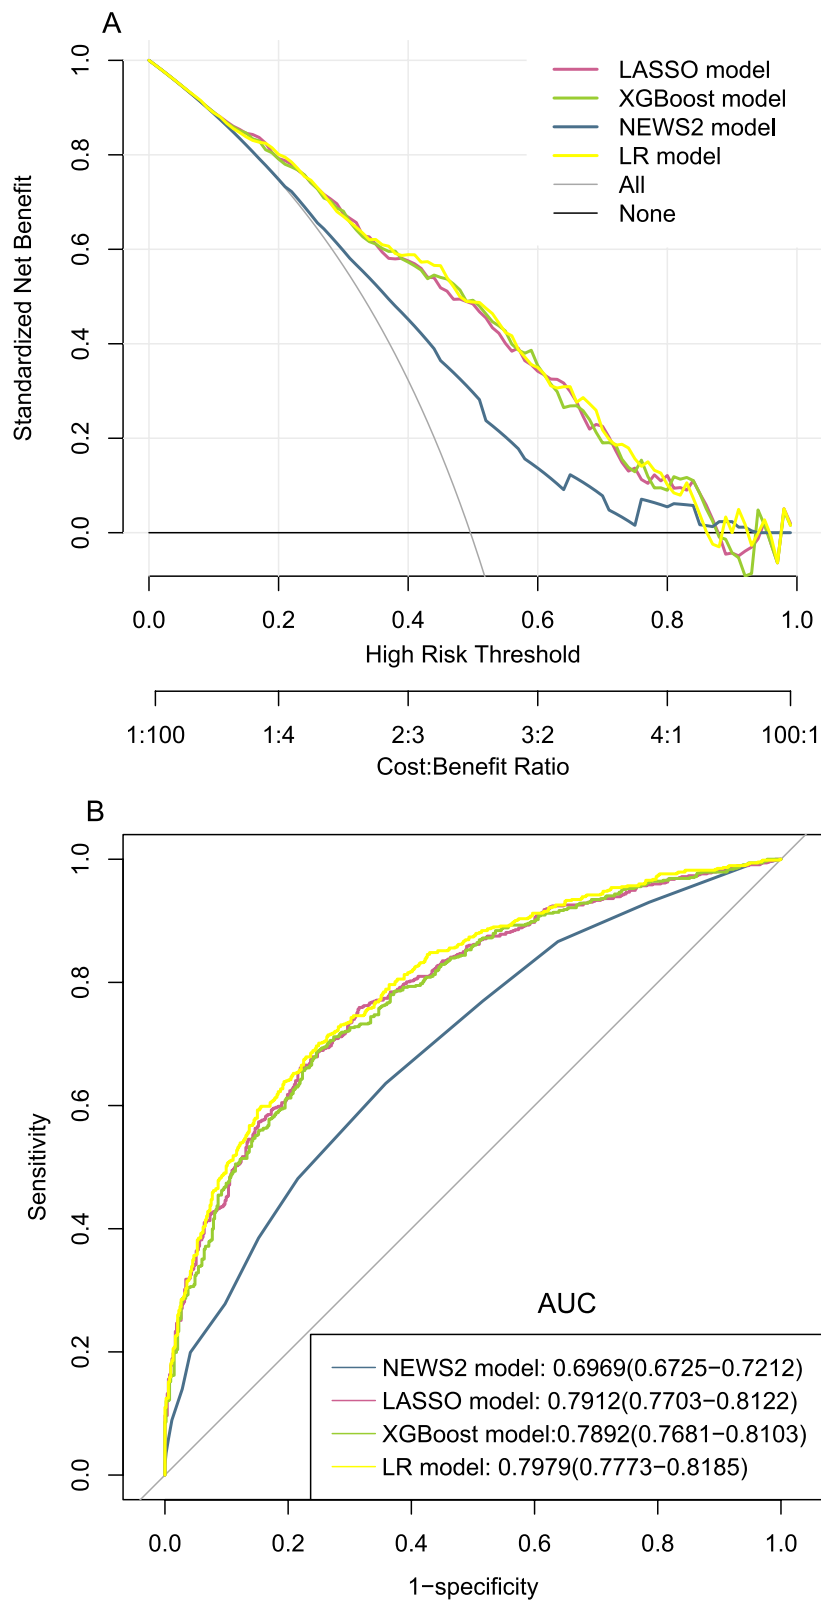 A
LASSO model
XGBoost model
NEWS2 model
LR model
All
None
Standardized Net Benefit
1.0
0.8
0.6
0.4
0.2
0.0
0.0 0.2 0.4 0.6 0.8 1.0
High Risk Threshold
1:100 1:4 2:3 3:2 4:1 100:1
Cost:Benefit Ratio
B
Sensitivity
1.0
0.8
0.6
0.4
0.2
0.0
AUC
NEWS2 model: 0.6969(0.6725−0.7212)
LASSO model: 0.7912(0.7703−0.8122)
XGBoost model:0.7892(0.7681−0.8103)
LR model: 0.7979(0.7773−0.8185)
0.0 0.2 0.4 0.6 0.8 1.0
1−specificity